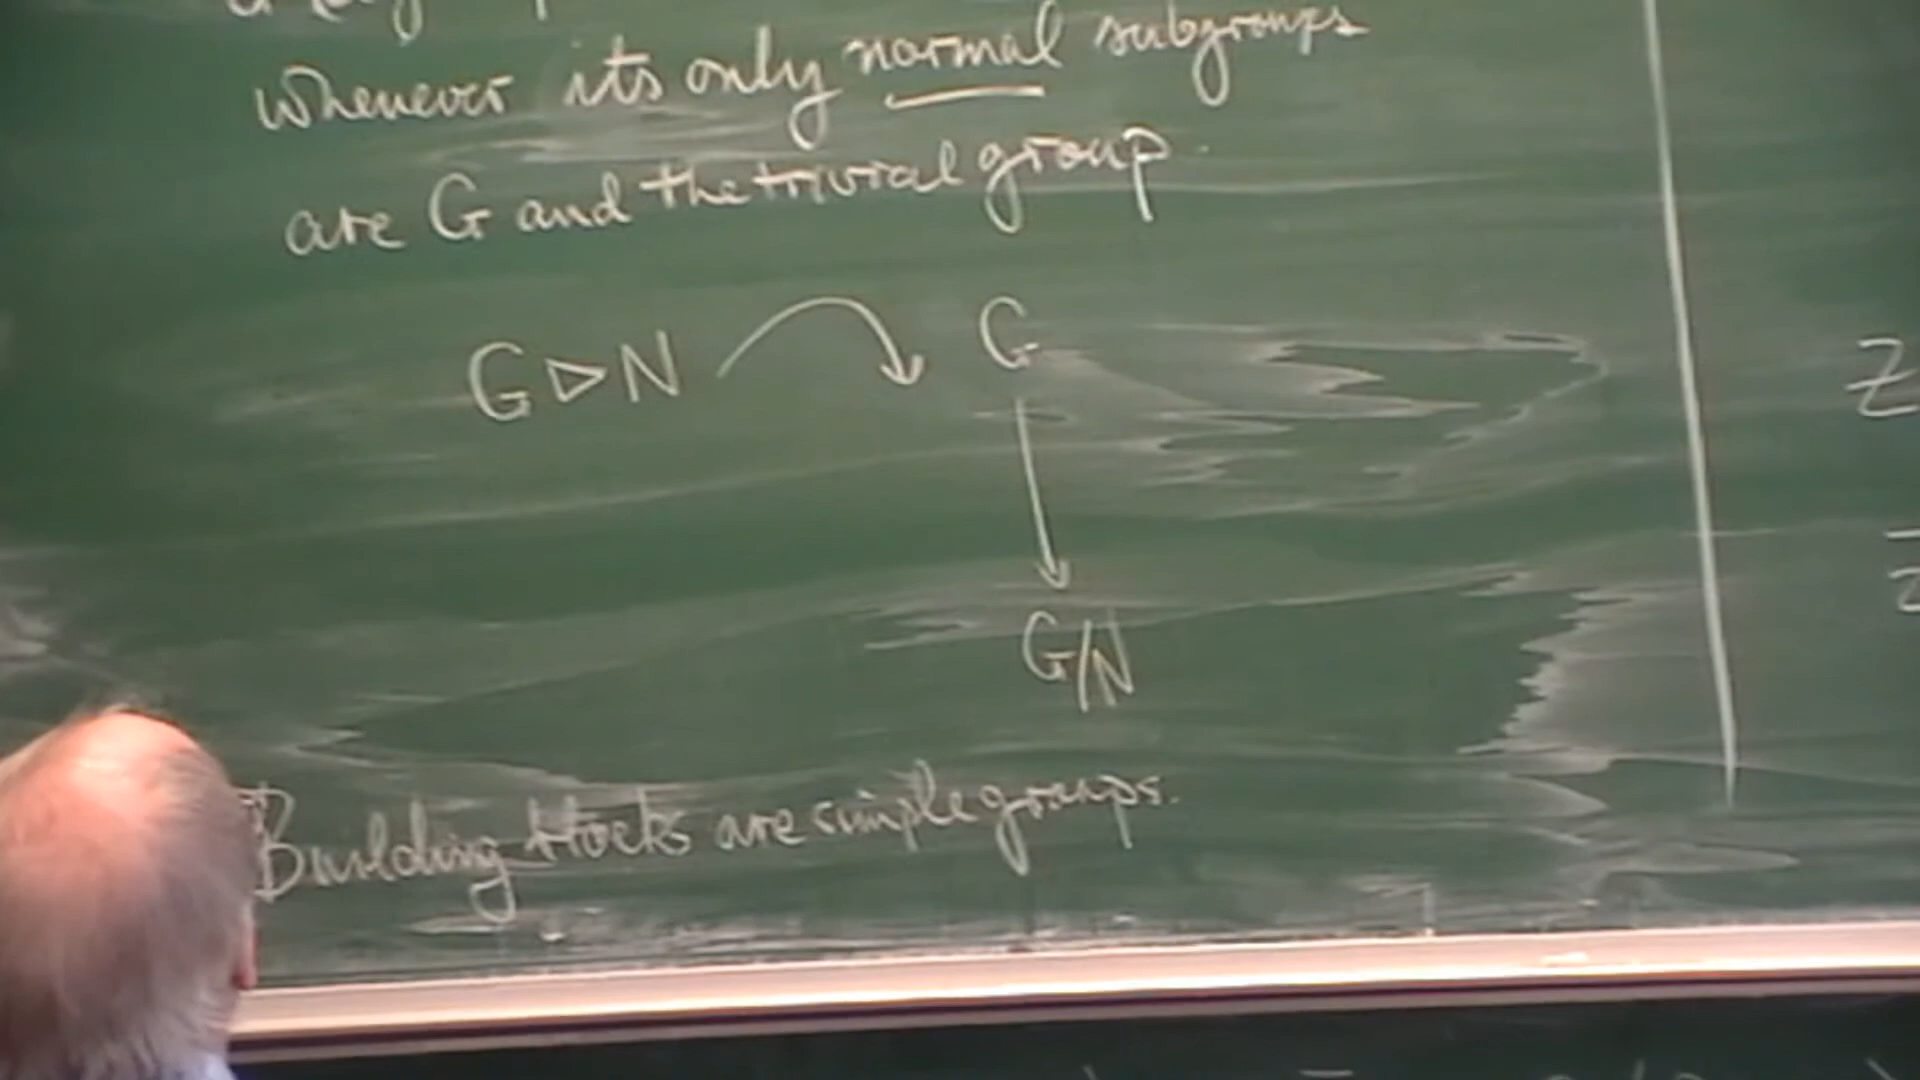 whenever its only normal subgroups
are G and the trivial group.
G ▷ N
G
G/N
Building blocks are simple groups.
Z